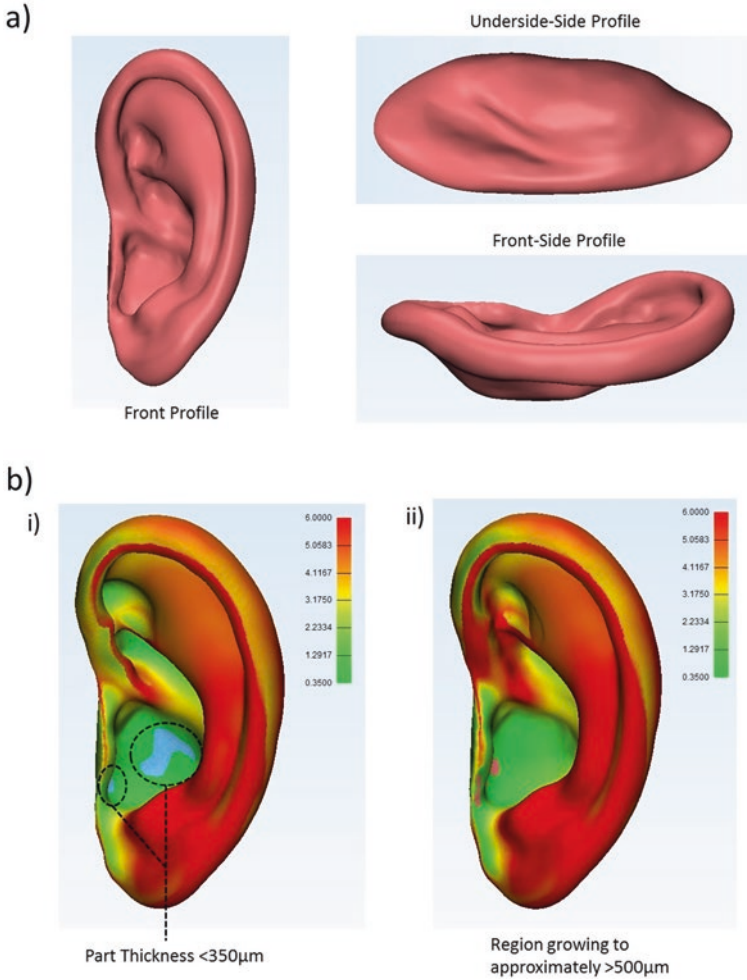 a)
Underside-Side Profile
Front-Side Profile
Front Profile
b)
i)
6.0000
5.0583
4.1167
3.1750
2.2334
1.2917
0.3500
ii)
6.0000
5.0583
4.1167
3.1750
2.2334
1.2917
0.3500
Part Thickness <350µm
Region growing to
approximately >500µm